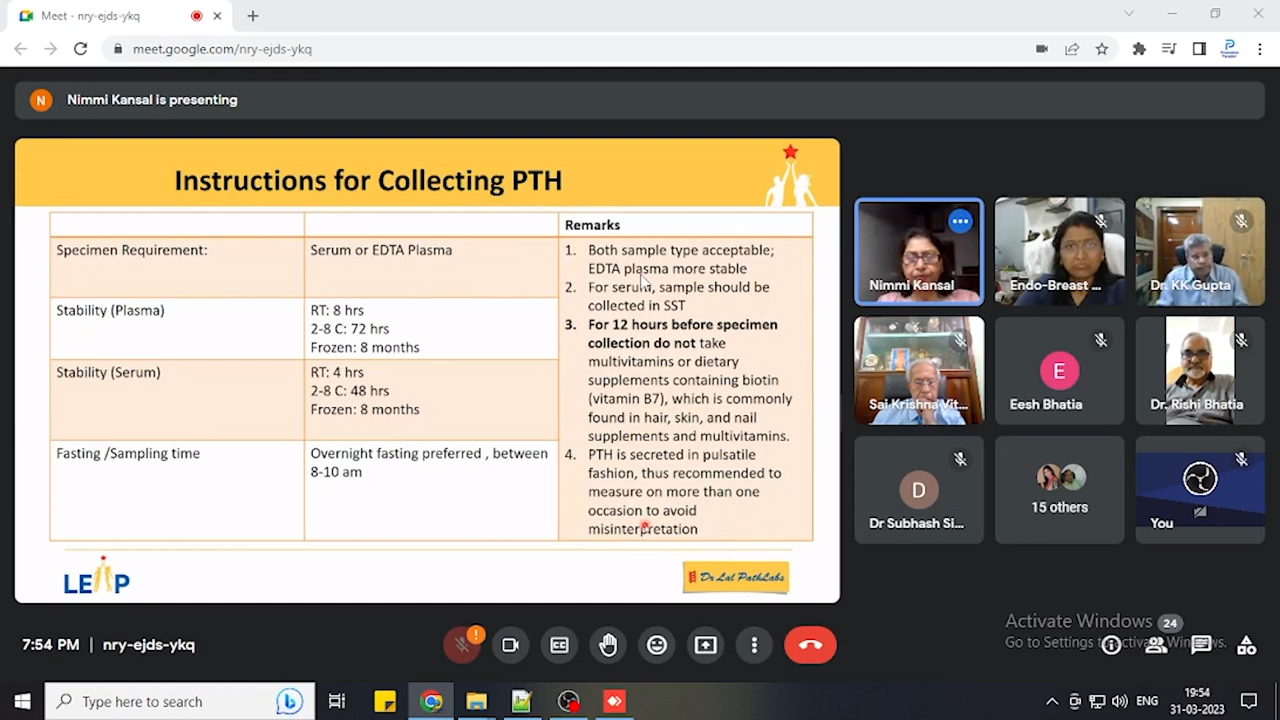 Meet - nry-ejds-ykq
meet.google.com/nry-ejds-ykq
N
Nimmi Kansal is presenting
Instructions for Collecting PTH
Remarks
Specimen Requirement:
Serum or EDTA Plasma
1. Both sample type acceptable;
EDTA plasma more stable
2. For serum, sample should be
collected in SST
Stability (Plasma)
RT: 8 hrs
2-8 C: 72 hrs
Frozen: 8 months
3. For 12 hours before specimen
collection do not take
multivitamins or dietary
supplements containing biotin
(vitamin B7), which is commonly
found in hair, skin, and nail
supplements and multivitamins.
Stability (Serum)
RT: 4 hrs
2-8 C: 48 hrs
Frozen: 8 months
Fasting /Sampling time
Overnight fasting preferred , between
8-10 am
4. PTH is secreted in pulsatile
fashion, thus recommended to
measure on more than one
occasion to avoid
misinterpretation
LEAP
Dr Lal PathLabs
Nimmi Kansal
Endo-Breast ...
Dr. KK Gupta
Sai Krishna Vit...
E
Eesh Bhatia
Dr. Rishi Bhatia
D
Dr Subhash Si...
15 others
You
7:54 PM | nry-ejds-ykq
Activate Windows
Go to Settings to activate Windows.
24
Type here to search
ENG
19:54
31-03-2023